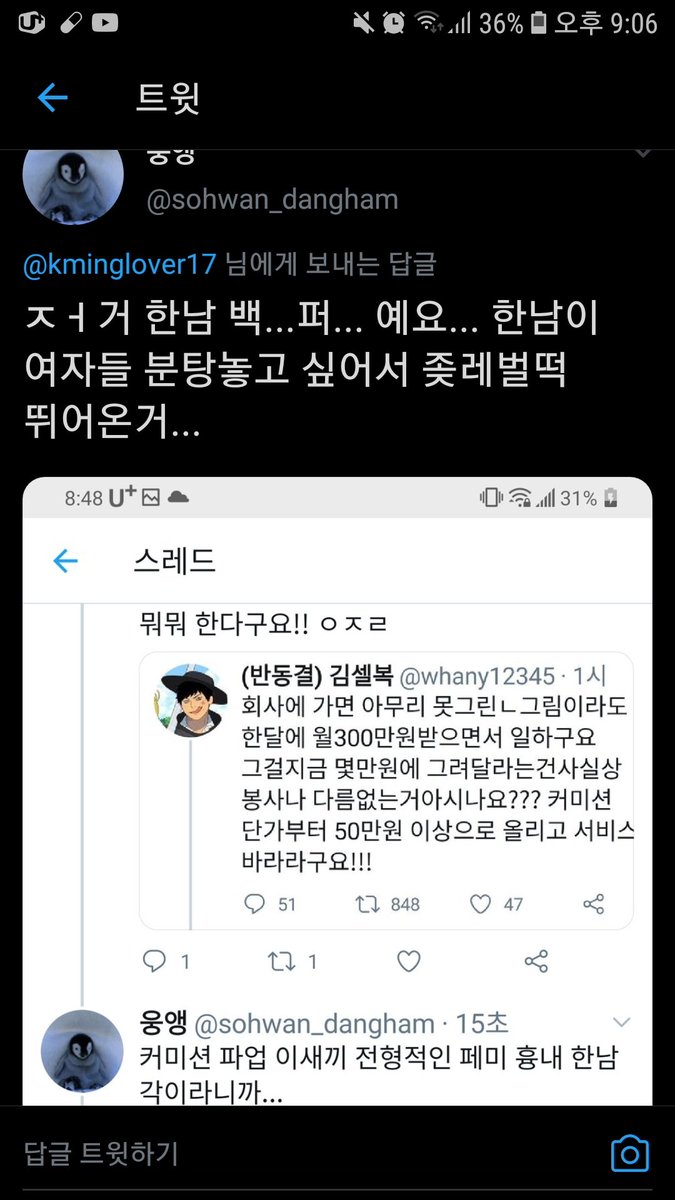 36% 오후 9:06
트윗
웅앵
@sohwan_dangham
@kminglover17 님에게 보내는 답글
ㅈㅓ거 한남 백...퍼... 예요... 한남이
여자들 분탕놓고 싶어서 좆레벌떡
뛰어온거...
8:48 U+ 31%
스레드
뭐뭐 한다구요!! ㅇㅈㄹ
(반동결) 김셀복 @whany12345 · 1시
회사에 가면 아무리 못그린ㄴ그림이라도
한달에 월300만원받으면서 일하구요
그걸지금 몇만원에 그려달라는건사실상
봉사나 다름없는거아시나요??? 커미션
단가부터 50만원 이상으로 올리고 서비스
바라라구요!!!
51 848 47
1 1
웅앵 @sohwan_dangham · 15초
커미션 파업 이새끼 전형적인 페미 흉내 한남
각이라니까...
답글 트윗하기